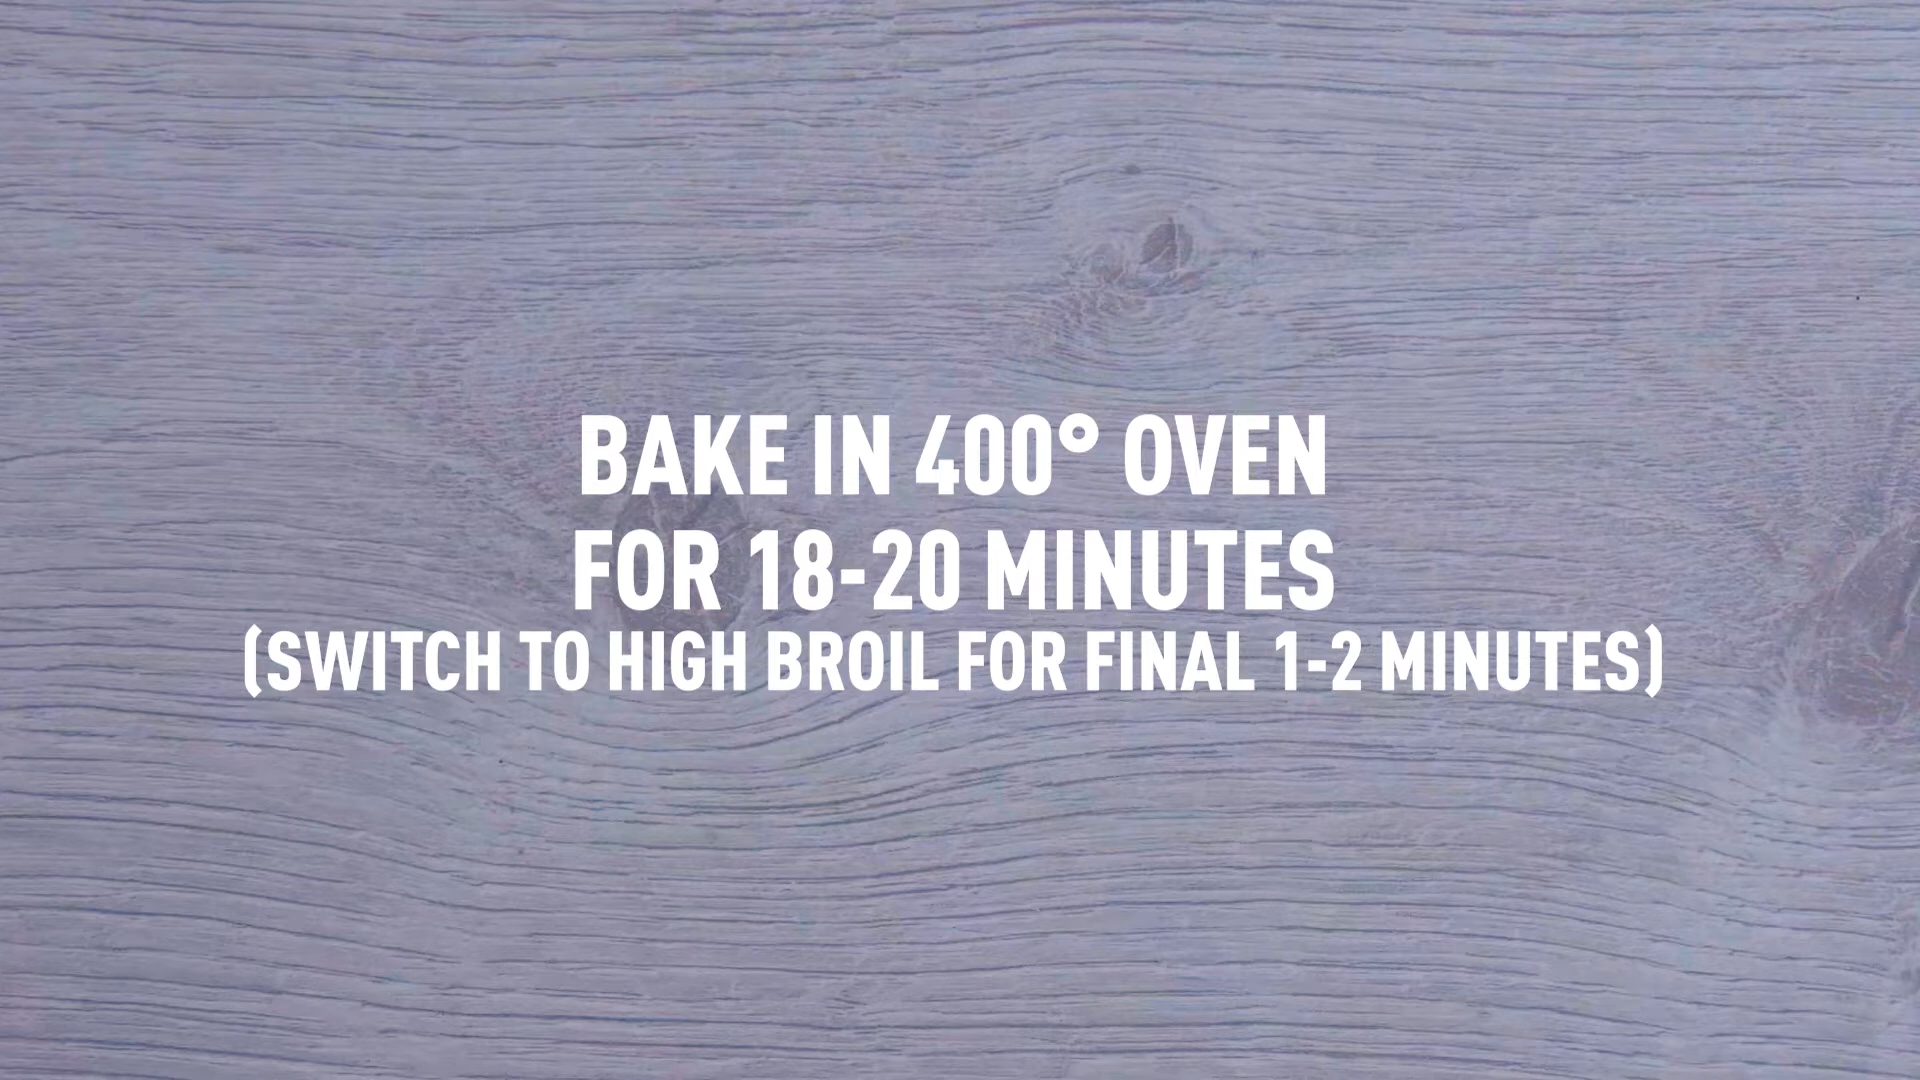 BAKE IN 400° OVEN
FOR 18-20 MINUTES
(SWITCH TO HIGH BROIL FOR FINAL 1-2 MINUTES)